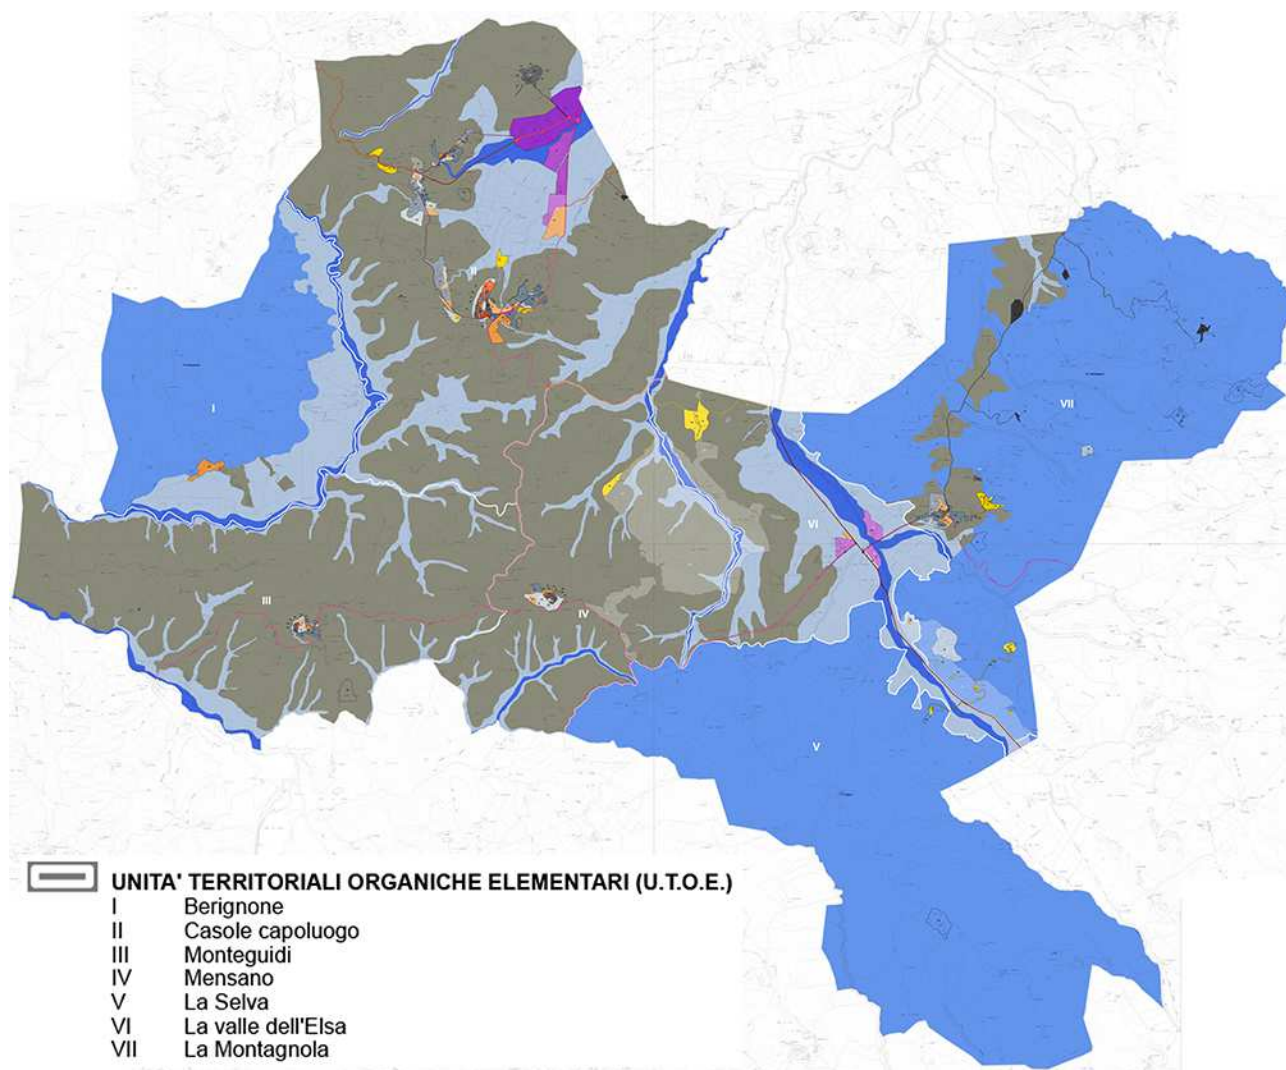 II
I
VII
VI
III
IV
V
UNITA' TERRITORIALI ORGANICHE ELEMENTARI (U.T.O.E.)
I Berignone
II Casole capoluogo
III Monteguidi
IV Mensano
V La Selva
VI La valle dell'Elsa
VII La Montagnola